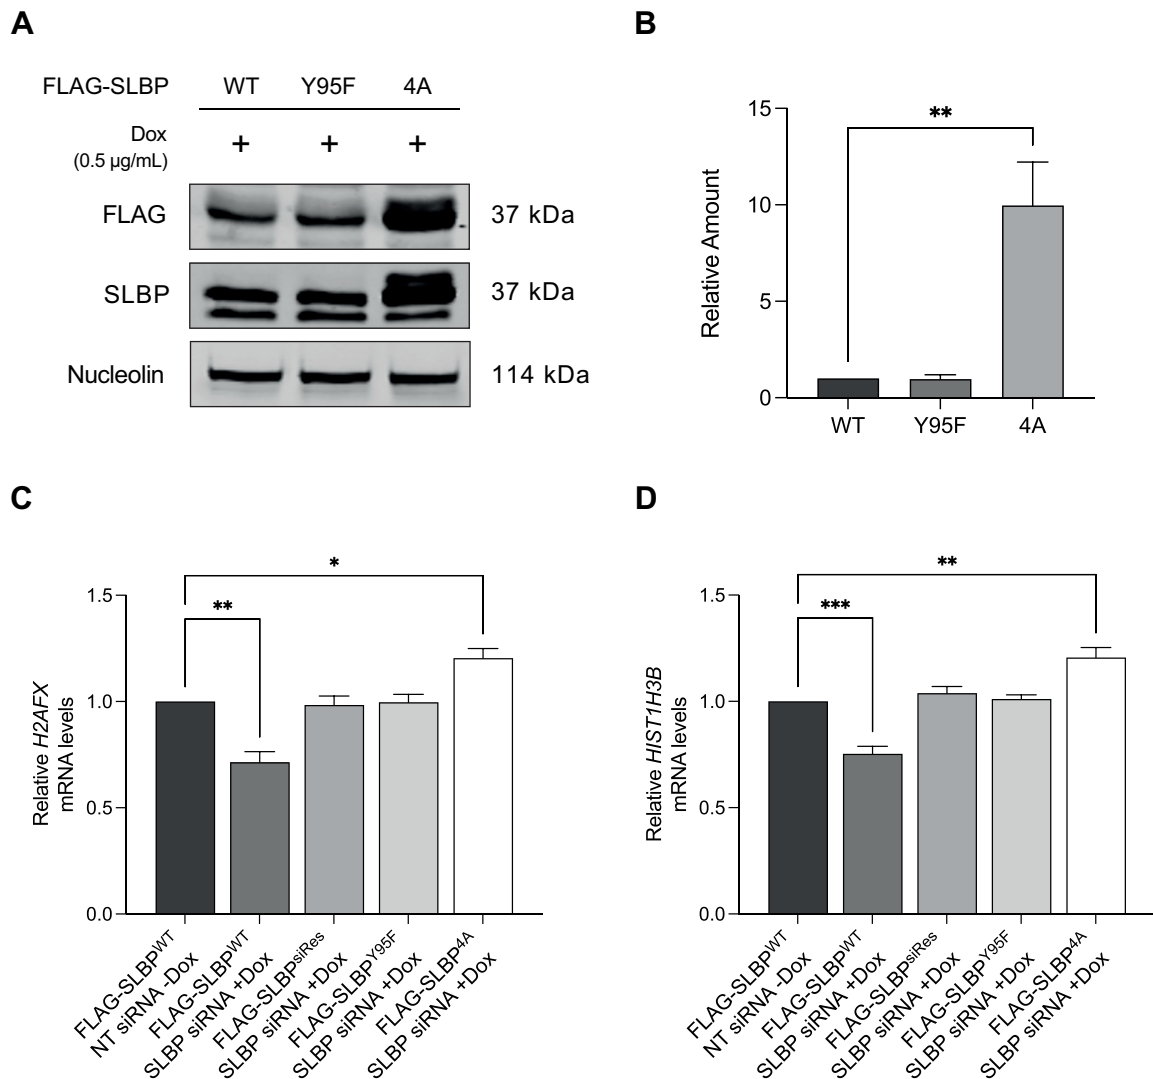 A
FLAG-SLBP WT Y95F 4A
Dox
(0.5 µg/mL) + + +
FLAG 37 kDa
SLBP 37 kDa
Nucleolin 114 kDa
B
Relative Amount
15
10
5
0
**
WT Y95F 4A
C
Relative H2AFX
mRNA levels
1.5
1.0
0.5
0.0
*
**
FLAG-SLBPWT
NT siRNA -Dox
FLAG-SLBPWT
SLBP siRNA +Dox
FLAG-SLBPsiRes
SLBP siRNA +Dox
FLAG-SLBPY95F
SLBP siRNA +Dox
FLAG-SLBP4A
SLBP siRNA +Dox
D
Relative HIST1H3B
mRNA levels
1.5
1.0
0.5
0.0
**
***
FLAG-SLBPWT
NT siRNA -Dox
FLAG-SLBPWT
SLBP siRNA +Dox
FLAG-SLBPsiRes
SLBP siRNA +Dox
FLAG-SLBPY95F
SLBP siRNA +Dox
FLAG-SLBP4A
SLBP siRNA +Dox